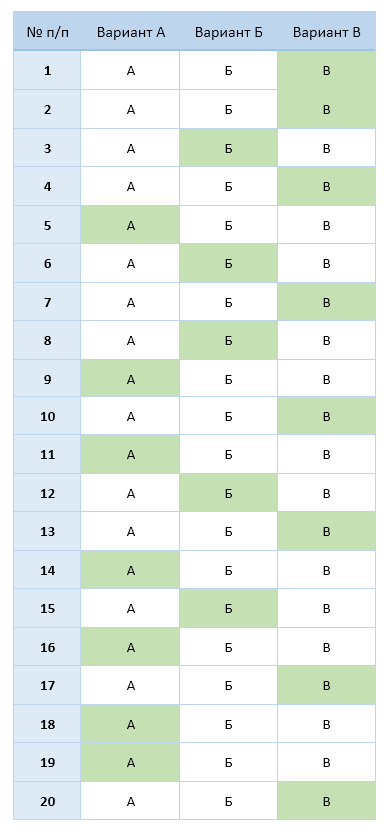 № п/п Вариант А Вариант Б Вариант В
1 А Б В
2 А Б В
3 А Б В
4 А Б В
5 А Б В
6 А Б В
7 А Б В
8 А Б В
9 А Б В
10 А Б В
11 А Б В
12 А Б В
13 А Б В
14 А Б В
15 А Б В
16 А Б В
17 А Б В
18 А Б В
19 А Б В
20 А Б В